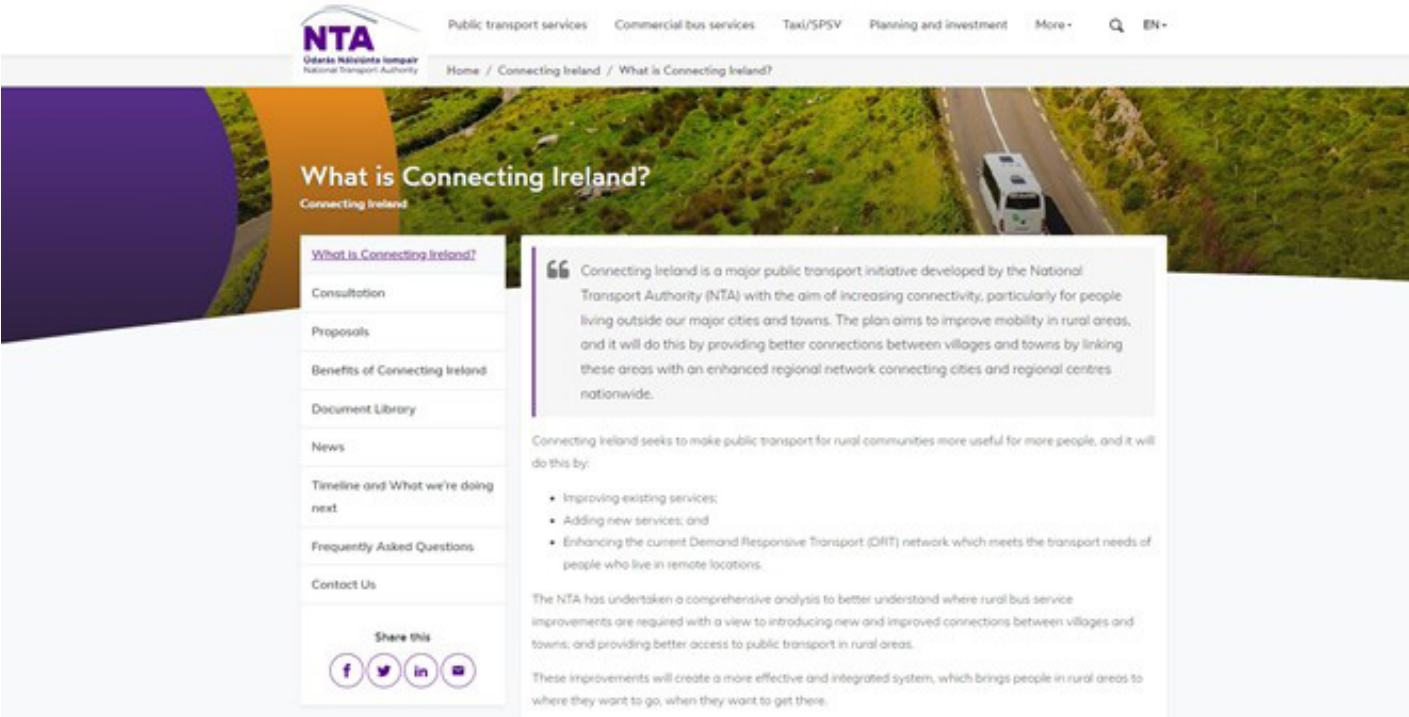 Public transport services Commercial bus services Taxi/SPSV Planning and investment More EN
NTA
Údarás Náisiúnta Iompair
National Transport Authority
Home / Connecting Ireland / What is Connecting Ireland?
What is Connecting Ireland?
Connecting Ireland
What is Connecting Ireland?
Consultation
Proposals
Benefits of Connecting Ireland
Document Library
News
Timeline and What we're doing
next
Frequently Asked Questions
Contact Us
Share this
f in
Connecting Ireland is a major public transport initiative developed by the National
Transport Authority (NTA) with the aim of increasing connectivity, particularly for people
living outside our major cities and towns. The plan aims to improve mobility in rural areas,
and it will do this by providing better connections between villages and towns by linking
these areas with an enhanced regional network connecting cities and regional centres
nationwide.
Connecting Ireland seeks to make public transport for rural communities more useful for more people, and it will
do this by:
• Improving existing services;
• Adding new services; and
• Enhancing the current Demand Responsive Transport (DRT) network which meets the transport needs of
people who live in remote locations.
The NTA has undertaken a comprehensive analysis to better understand where rural bus service
improvements are required with a view to introducing new and improved connections between villages and
towns; and providing better access to public transport in rural areas.
These improvements will create a more effective and integrated system, which brings people in rural areas to
where they want to go, when they want to get there.